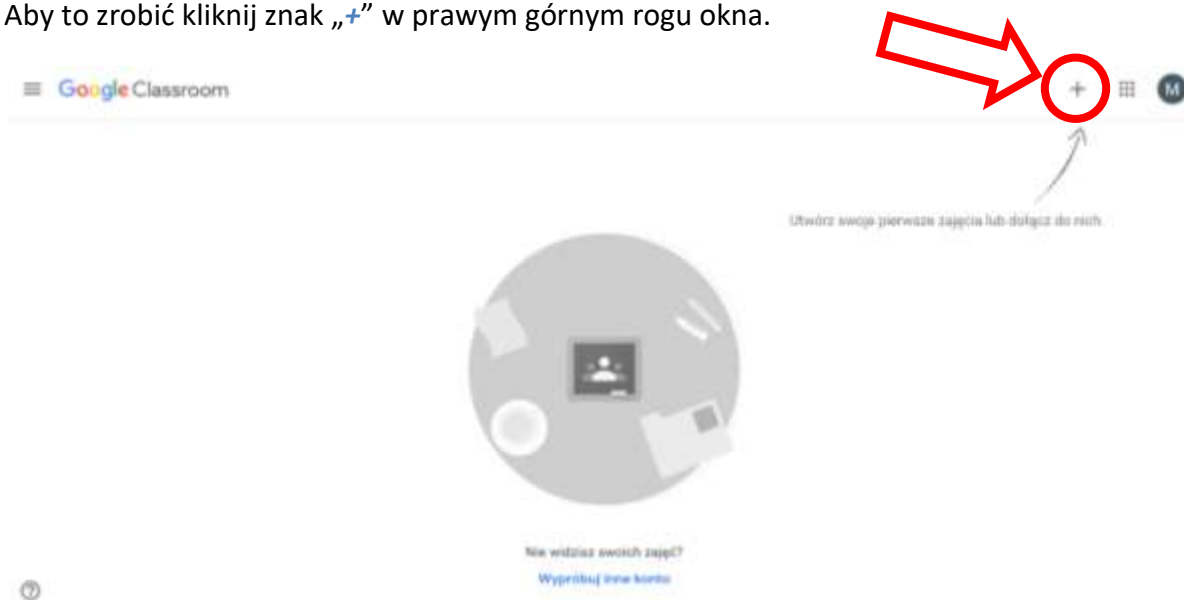 Aby to zrobić kliknij znak „+” w prawym górnym rogu okna.
Google Classroom
M
Utwórz swoje pierwsze zajęcia lub dołącz do nich.
Nie widzisz swoich zajęć?
Wypróbuj inne konto